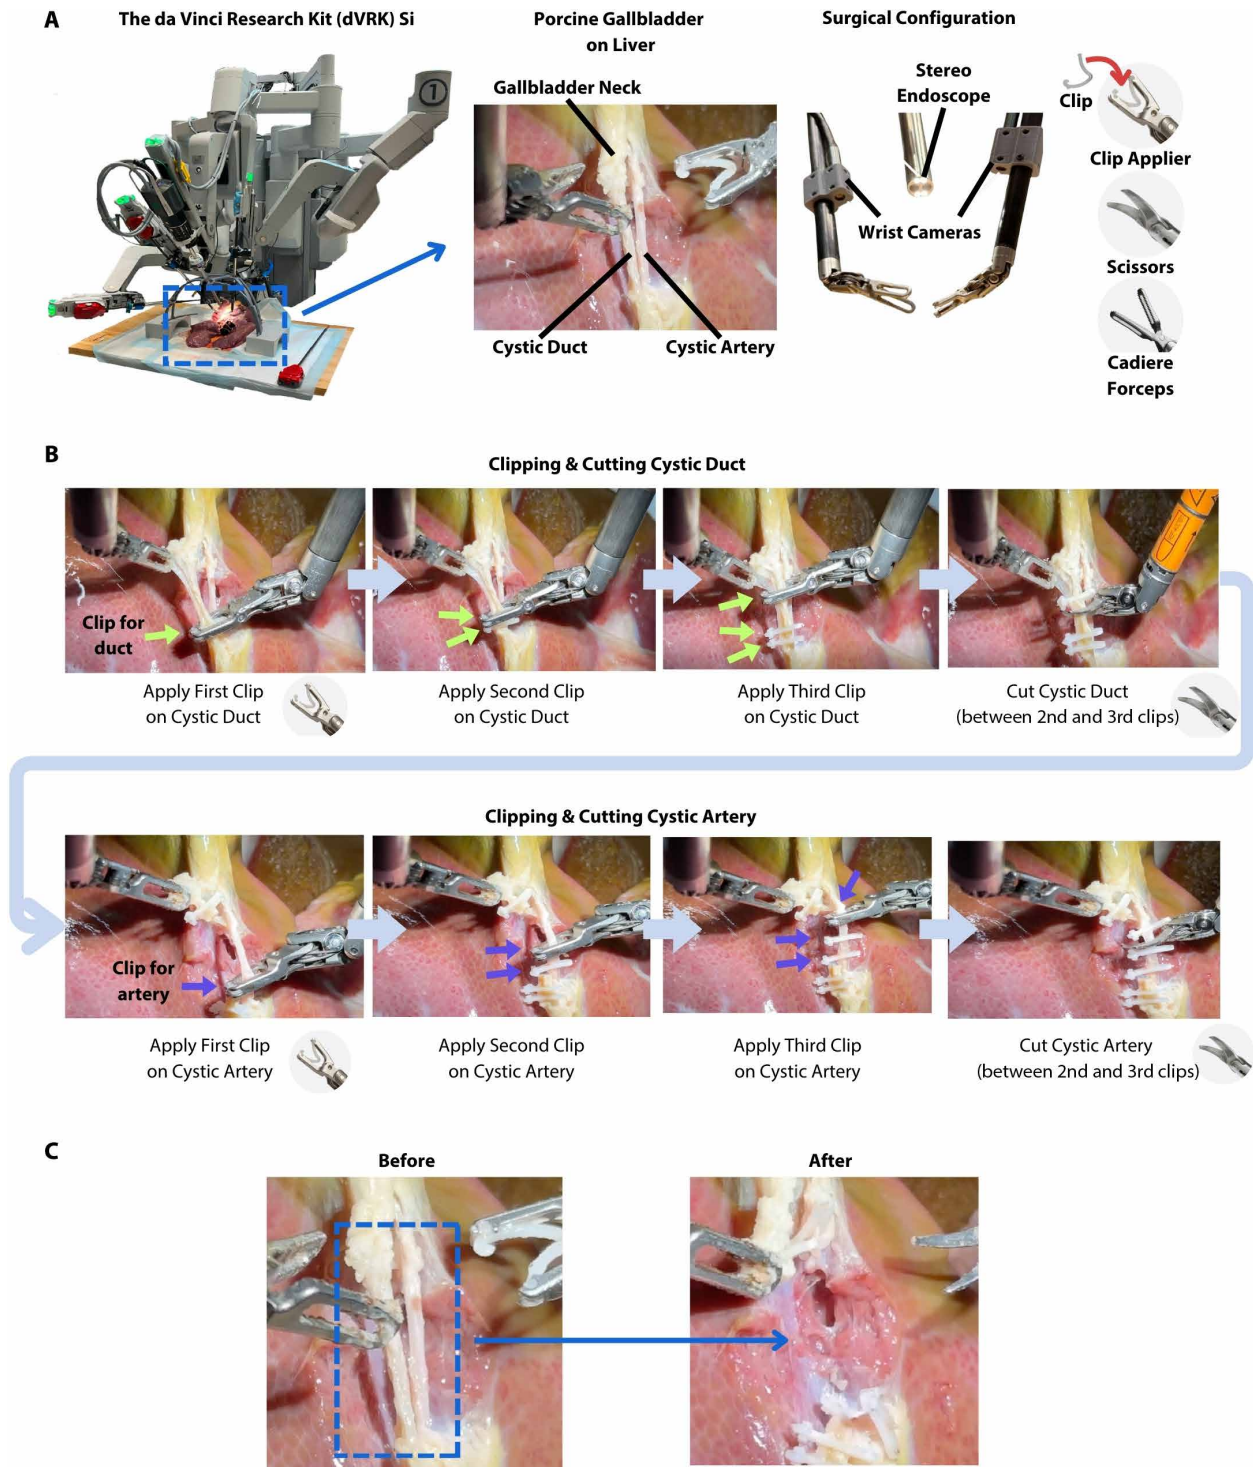 A
The da Vinci Research Kit (dVRK) Si
1
Porcine Gallbladder
on Liver
Gallbladder Neck
Cystic Duct
Cystic Artery
Surgical Configuration
Stereo
Endoscope
Wrist Cameras
Clip
Clip Applier
Scissors
Cadiere
Forceps
B
Clipping & Cutting Cystic Duct
Clip for
duct
Apply First Clip
on Cystic Duct
Apply Second Clip
on Cystic Duct
Apply Third Clip
on Cystic Duct
Cut Cystic Duct
(between 2nd and 3rd clips)
Clipping & Cutting Cystic Artery
Clip for
artery
Apply First Clip
on Cystic Artery
Apply Second Clip
on Cystic Artery
Apply Third Clip
on Cystic Artery
Cut Cystic Artery
(between 2nd and 3rd clips)
C
Before
After